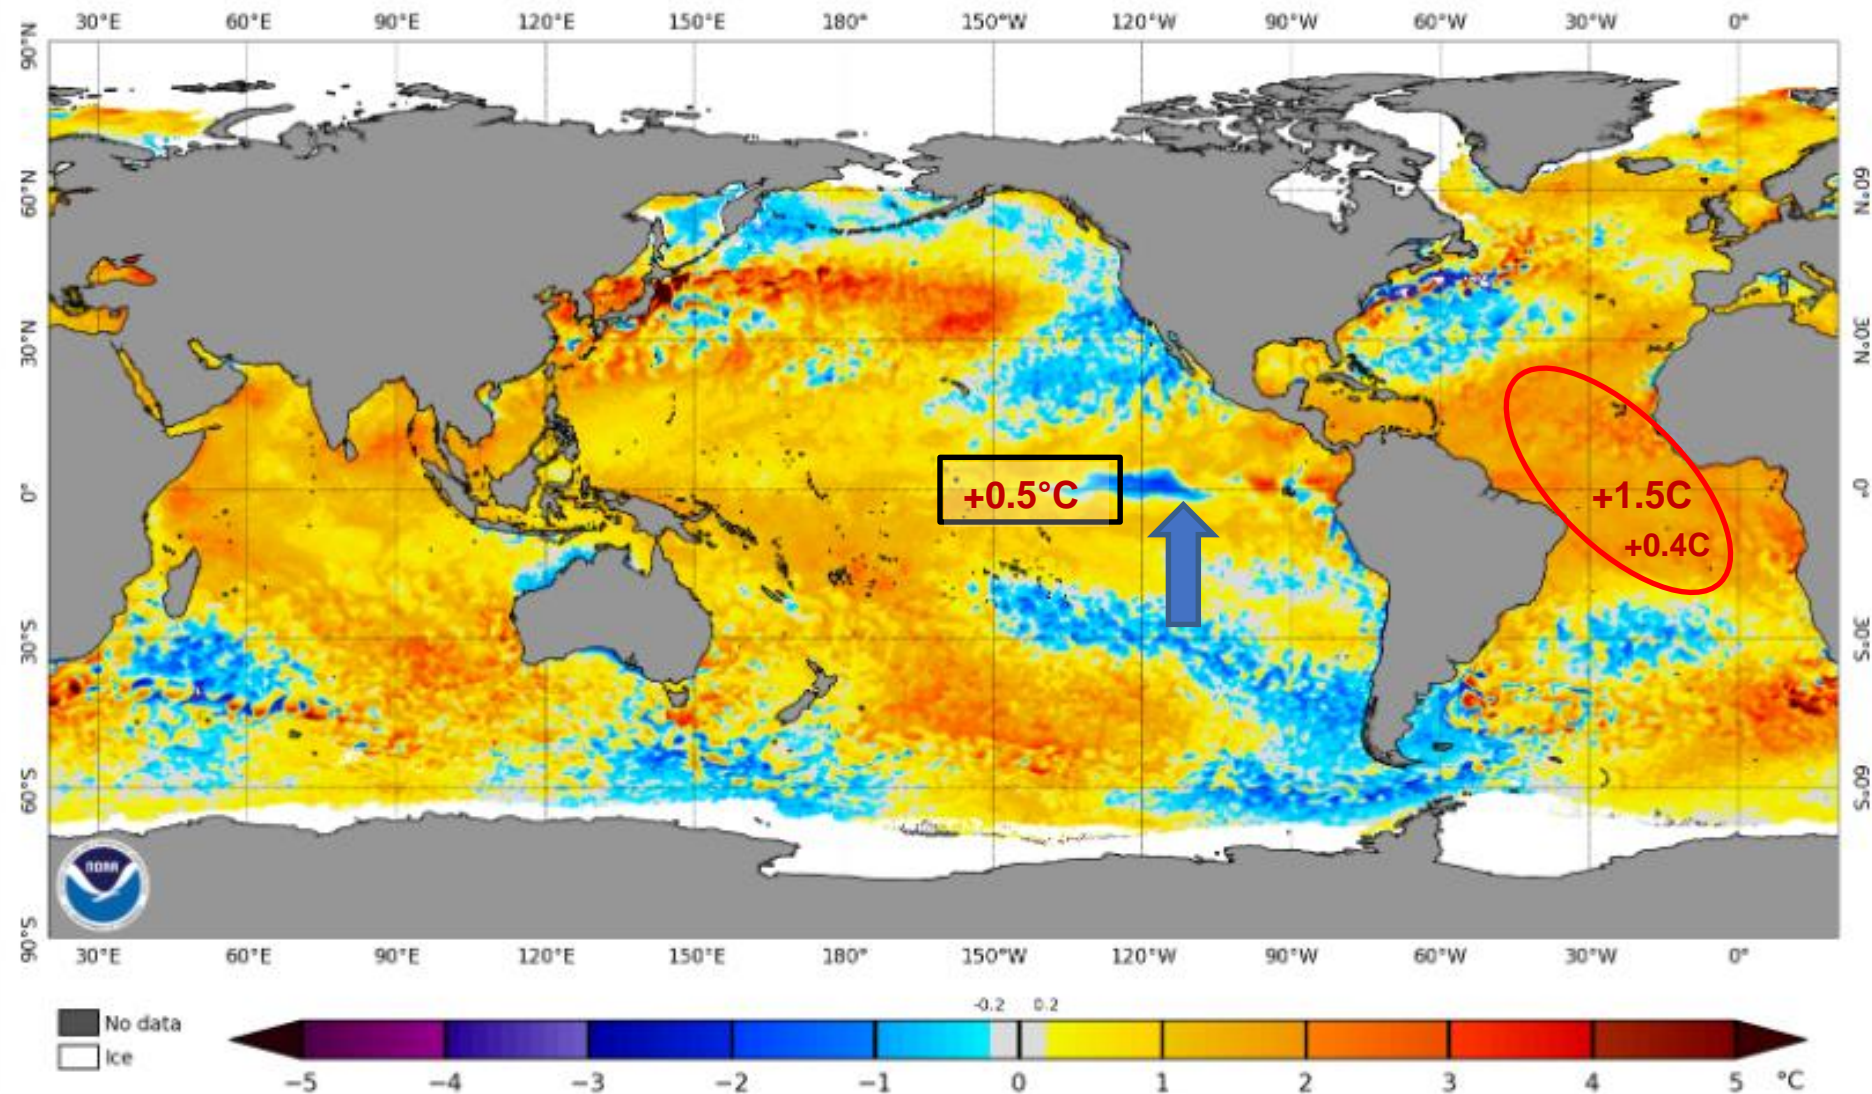 30°E 60°E 90°E 120°E 150°E 180° 150°W 120°W 90°W 60°W 30°W 0°
90°N
60°N 60°N
30°N 30°N
0° +0.5°C +1.5C 0°
+0.4C
30°S 30°S
60°S 60°S
NOAA
90°S
30°E 60°E 90°E 120°E 150°E 180° 150°W 120°W 90°W 60°W 30°W 0°
-0.2 0.2
No data
Ice
−5 −4 −3 −2 −1 0 1 2 3 4 5 °C